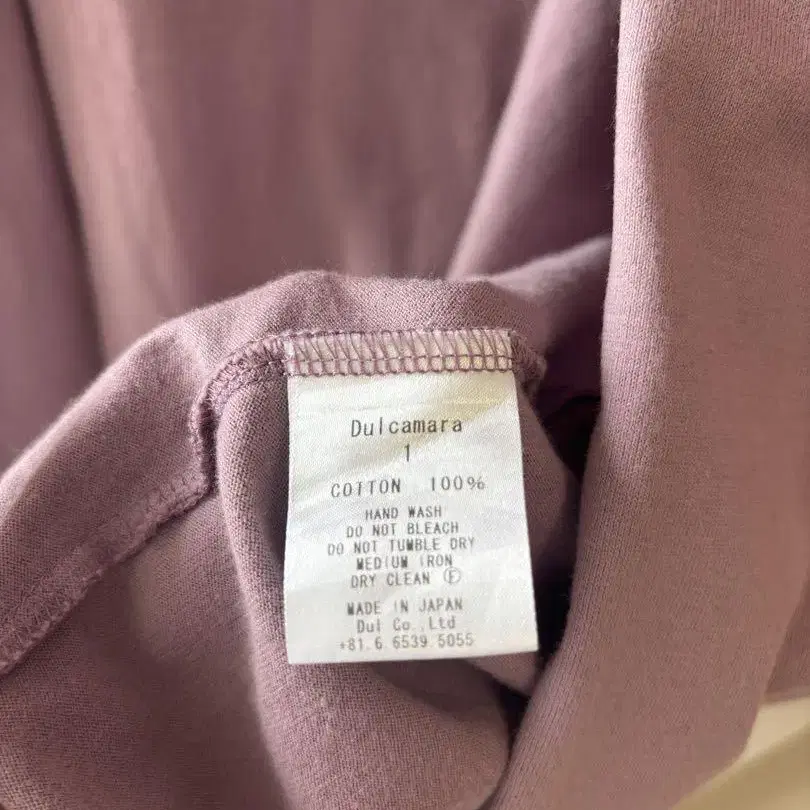 Dulcamara
1
COTTON 100%
HAND WASH
DO NOT BLEACH
DO NOT TUMBLE DRY
MEDIUM IRON
DRY CLEAN Ⓕ
MADE IN JAPAN
Dul Co.,Ltd
+81.6.6539.5055